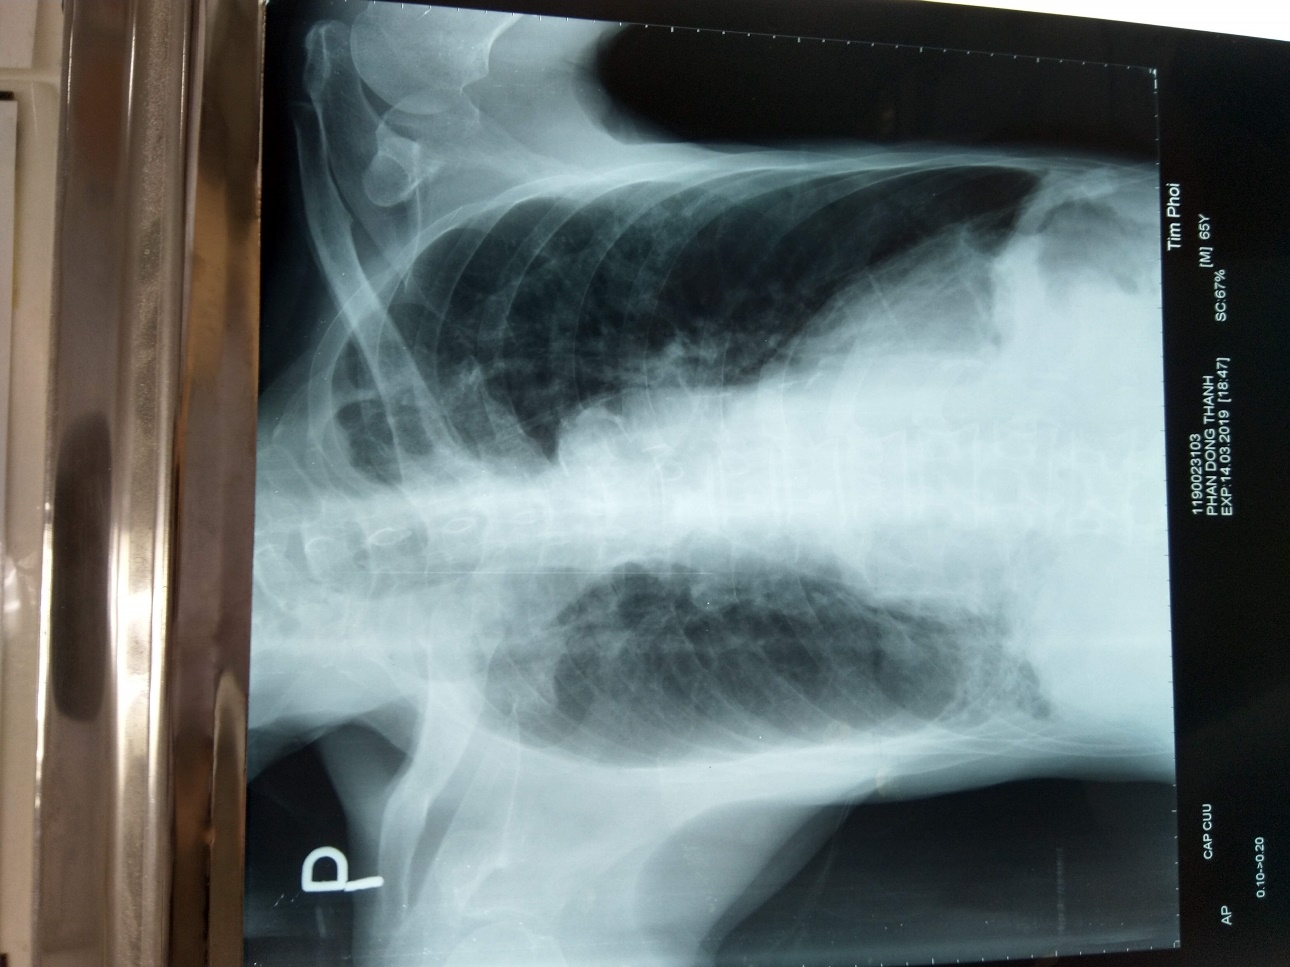 P
Tim Phoi
1190023103
PHAN DONG THANH
EXP:14.03.2019 [18:47]
[M] 65Y
SC:67%
CAP CUU
AP
0.10->0.20